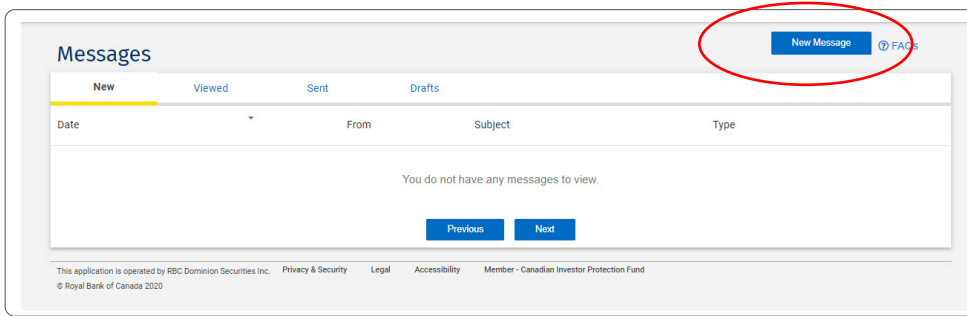 Messages
New Message
FAQs
New Viewed Sent Drafts
Date From Subject Type
You do not have any messages to view.
Previous Next
This application is operated by RBC Dominion Securities Inc. Privacy & Security Legal Accessibility Member - Canadian Investor Protection Fund
© Royal Bank of Canada 2020